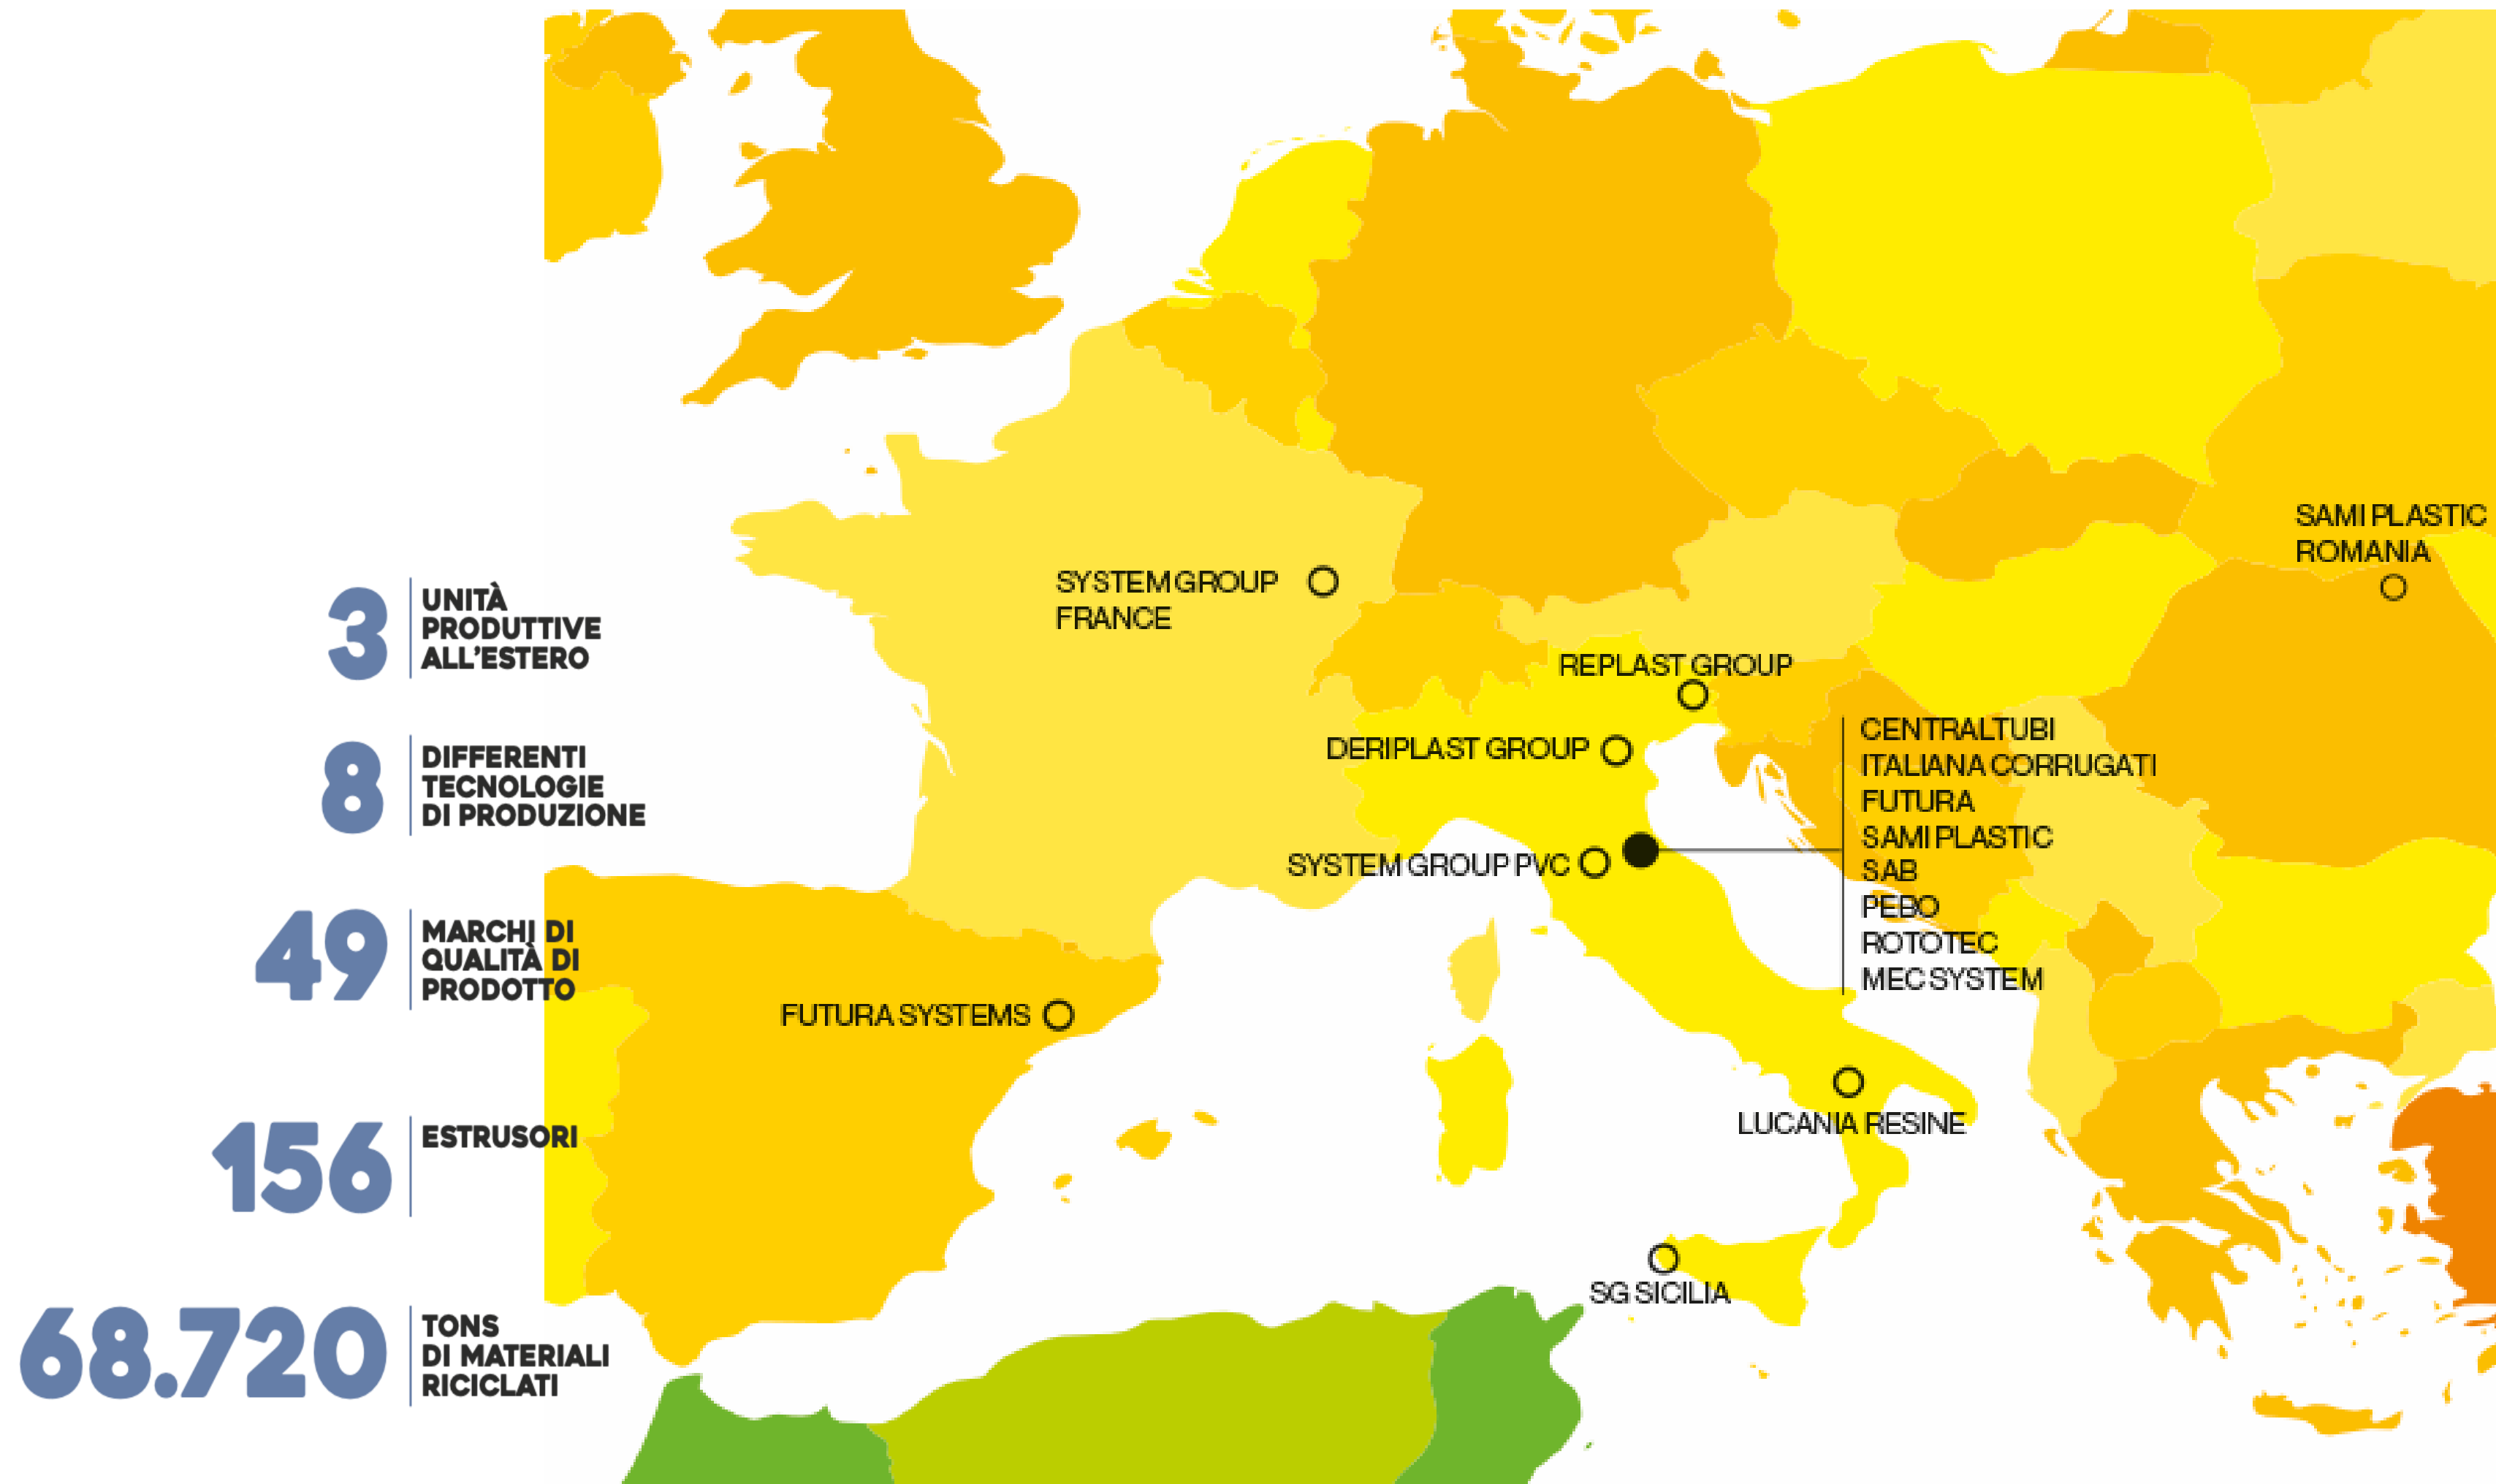 3
UNITÀ
PRODUTTIVE
ALL'ESTERO
8
DIFFERENTI
TECNOLOGIE
DI PRODUZIONE
49
MARCHI DI
QUALITÀ DI
PRODOTTO
156
ESTRUSORI
68.720
TONS
DI MATERIALI
RICICLATI
SAMI PLASTIC
ROMANIA
SYSTEM GROUP
FRANCE
REPLAST GROUP
DERIPLAST GROUP
SYSTEM GROUP PVC
CENTRALTUBI
ITALIANA CORRUGATI
FUTURA
SAMI PLASTIC
SAB
PEBO
ROTOTEC
MEC SYSTEM
FUTURA SYSTEMS
LUCANIA RESINE
SG SICILIA